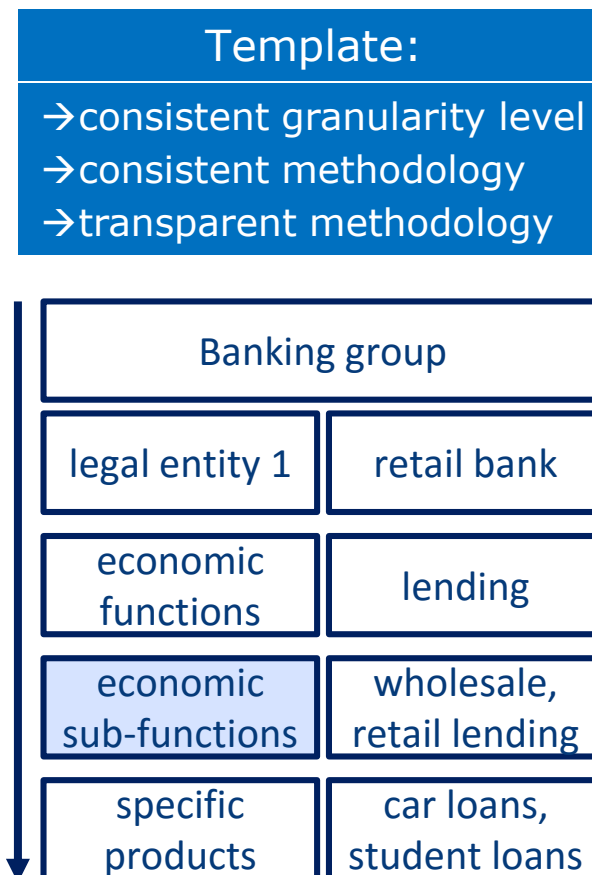 Template:
→consistent granularity level
→consistent methodology
→transparent methodology
Banking group
legal entity 1
retail bank
economic
functions
lending
economic
sub-functions
wholesale,
retail lending
specific
products
car loans,
student loans